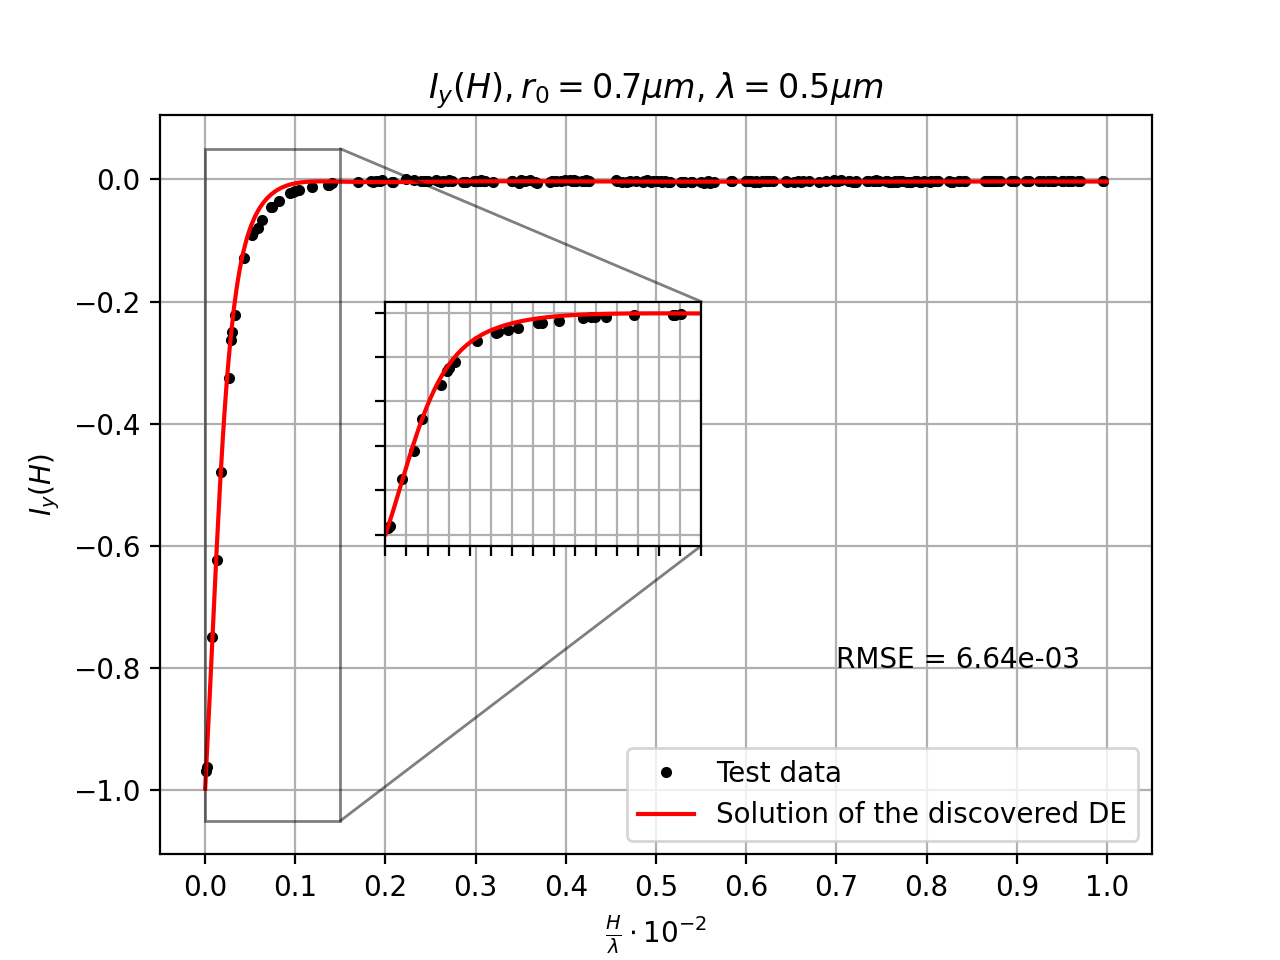 I_y(H), r_0 = 0.7μm, λ = 0.5μm
I_y(H)
0.0
−0.2
−0.4
−0.6
−0.8
−1.0
RMSE = 6.64e-03
Test data
Solution of the discovered DE
0.0 0.1 0.2 0.3 0.4 0.5 0.6 0.7 0.8 0.9 1.0
H/λ · 10^{−2}